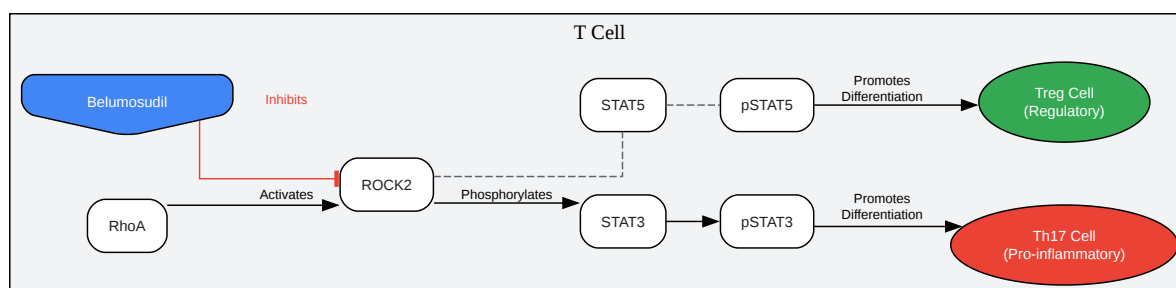 T Cell
Belumosudil
Inhibits
STAT5
pSTAT5
Promotes
Differentiation
Treg Cell
(Regulatory)
RhoA
Activates
ROCK2
Phosphorylates
STAT3
pSTAT3
Promotes
Differentiation
Th17 Cell
(Pro-inflammatory)